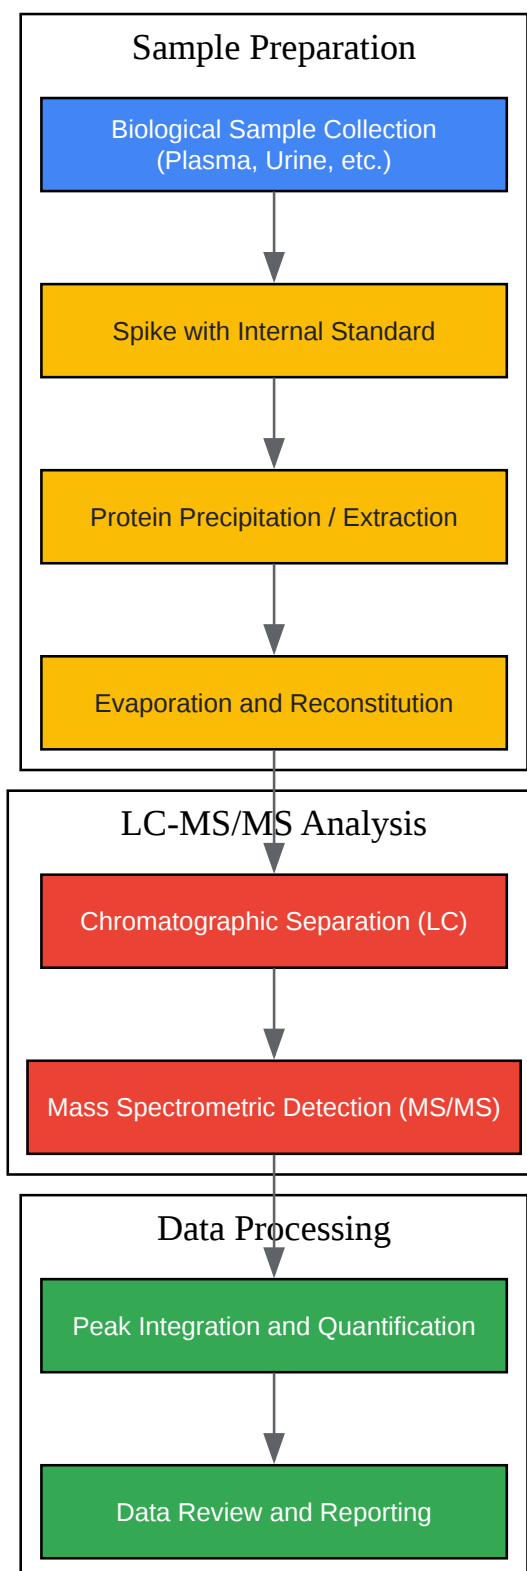 Sample Preparation
Biological Sample Collection
(Plasma, Urine, etc.)
Spike with Internal Standard
Protein Precipitation / Extraction
Evaporation and Reconstitution
LC-MS/MS Analysis
Chromatographic Separation (LC)
Mass Spectrometric Detection (MS/MS)
Data Processing
Peak Integration and Quantification
Data Review and Reporting